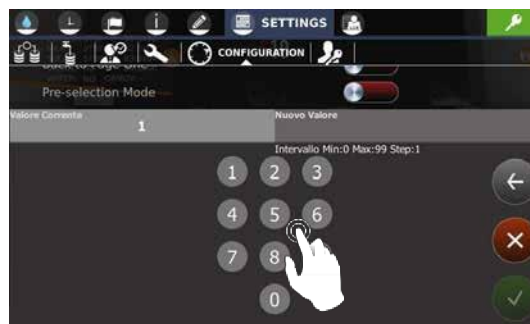 SETTINGS
CONFIGURATION
Pre-selection Mode
Valore Corrente
Nuovo Valore
1
Intervallo Min:0 Max:99 Step:1
1 2 3
4 5 6
7 8
0